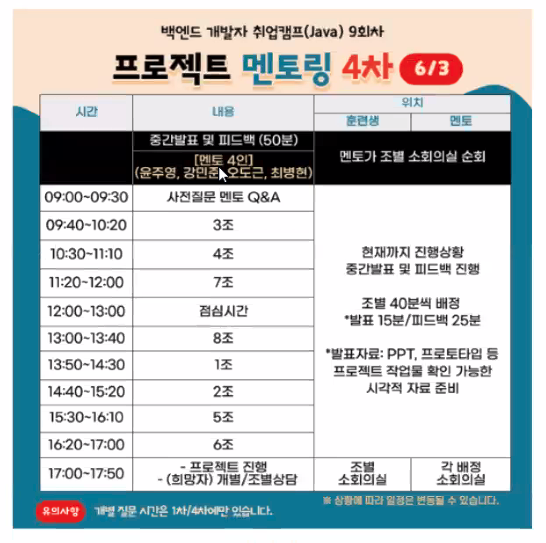 백엔드 개발자 취업캠프(Java) 9회차
프로젝트 멘토링 4차 6/3
시간 내용 위치
훈련생 멘토
중간발표 및 피드백 (50분)
[멘토 4인]
(윤주영, 강민준, 오도근, 최병현)
멘토가 조별 소회의실 순회
09:00~09:30 사전질문 멘토 Q&A
09:40~10:20 3조
10:30~11:10 4조
11:20~12:00 7조
12:00~13:00 점심시간
13:00~13:40 8조
13:50~14:30 1조
14:40~15:20 2조
15:30~16:10 5조
16:20~17:00 6조
현재까지 진행상황
중간발표 및 피드백 진행
조별 40분씩 배정
*발표 15분/피드백 25분
*발표자료: PPT, 프로토타입 등
프로젝트 작업물 확인 가능한
시각적 자료 준비
17:00~17:50
- 프로젝트 진행
- (희망자) 개별/조별상담
조별
소회의실
각 배정
소회의실
※ 상황에 따라 일정은 변동될 수 있습니다.
유의사항 개별 질문 시간은 1차/4차에만 있습니다.